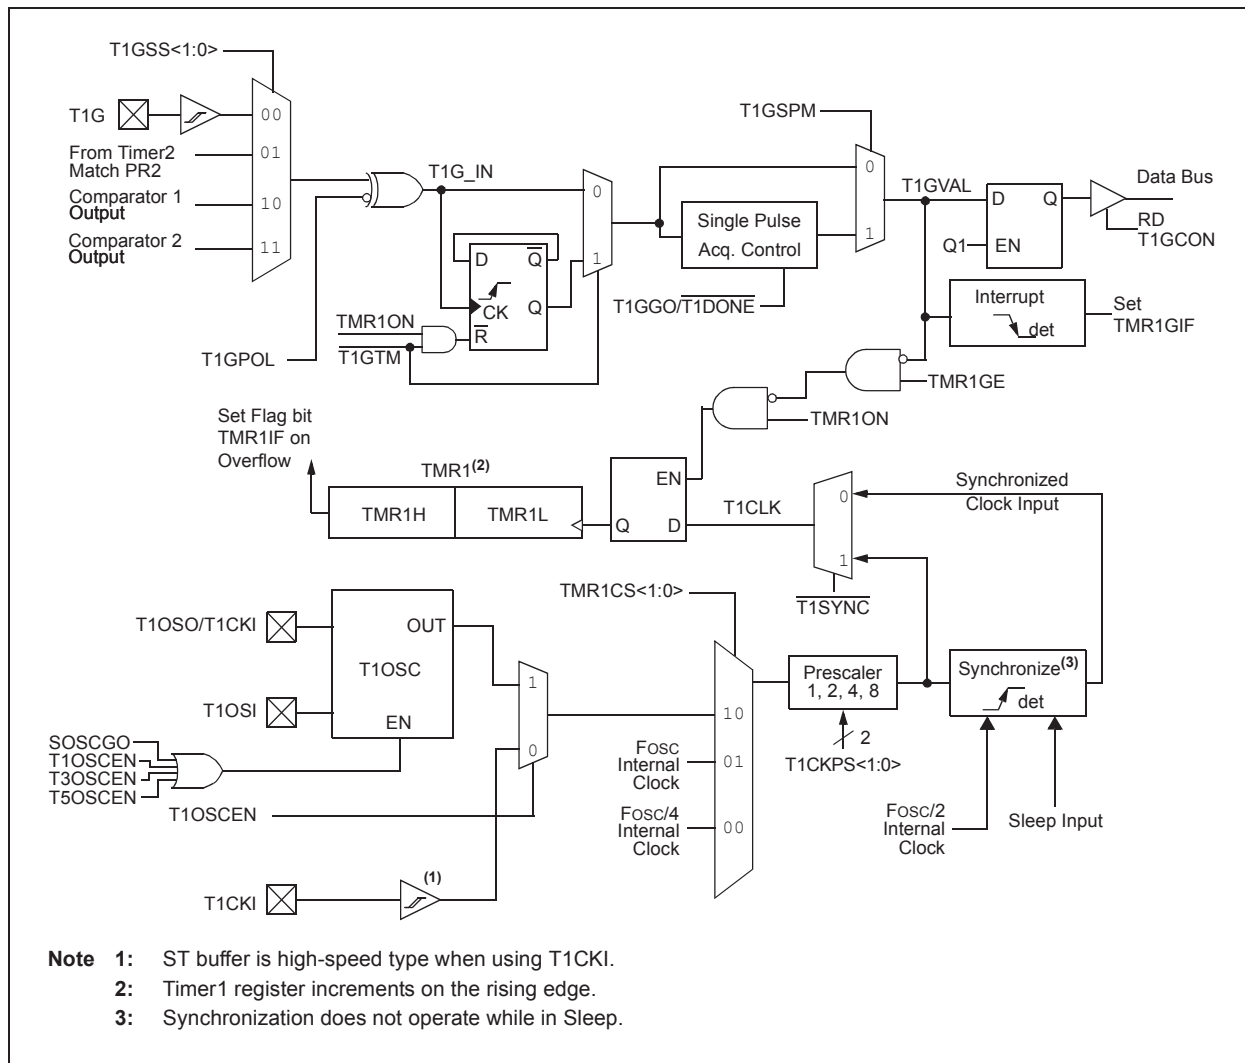 T1GSS<1:0>
T1G
00
From Timer2
Match PR2
01
Comparator 1
Output
10
Comparator 2
Output
11
T1GPOL
T1G_IN
0
1
D
Q̅
CK
Q
R̅
TMR1ON
T1GTM
Single Pulse
Acq. Control
T1GGO/T̅1̅D̅O̅N̅E̅
T1GSPM
0
1
T1GVAL
D
Q
Q1
EN
Data Bus
RD
T1GCON
Interrupt
det
Set
TMR1GIF
TMR1GE
TMR1ON
Set Flag bit
TMR1IF on
Overflow
TMR1(2)
TMR1H
TMR1L
EN
Q
D
T1CLK
0
1
T̅1̅S̅Y̅N̅C̅
Synchronized
Clock Input
TMR1CS<1:0>
T1OSO/T1CKI
OUT
T1OSC
T1OSI
EN
SOSCGO
T1OSCEN
T3OSCEN
T5OSCEN
T1OSCEN
1
0
T1CKI
(1)
10
FOSC
Internal
Clock
01
FOSC/4
Internal
Clock
00
Prescaler
1, 2, 4, 8
2
T1CKPS<1:0>
Synchronize(3)
det
FOSC/2
Internal
Clock
Sleep Input
Note 1: ST buffer is high-speed type when using T1CKI.
2: Timer1 register increments on the rising edge.
3: Synchronization does not operate while in Sleep.